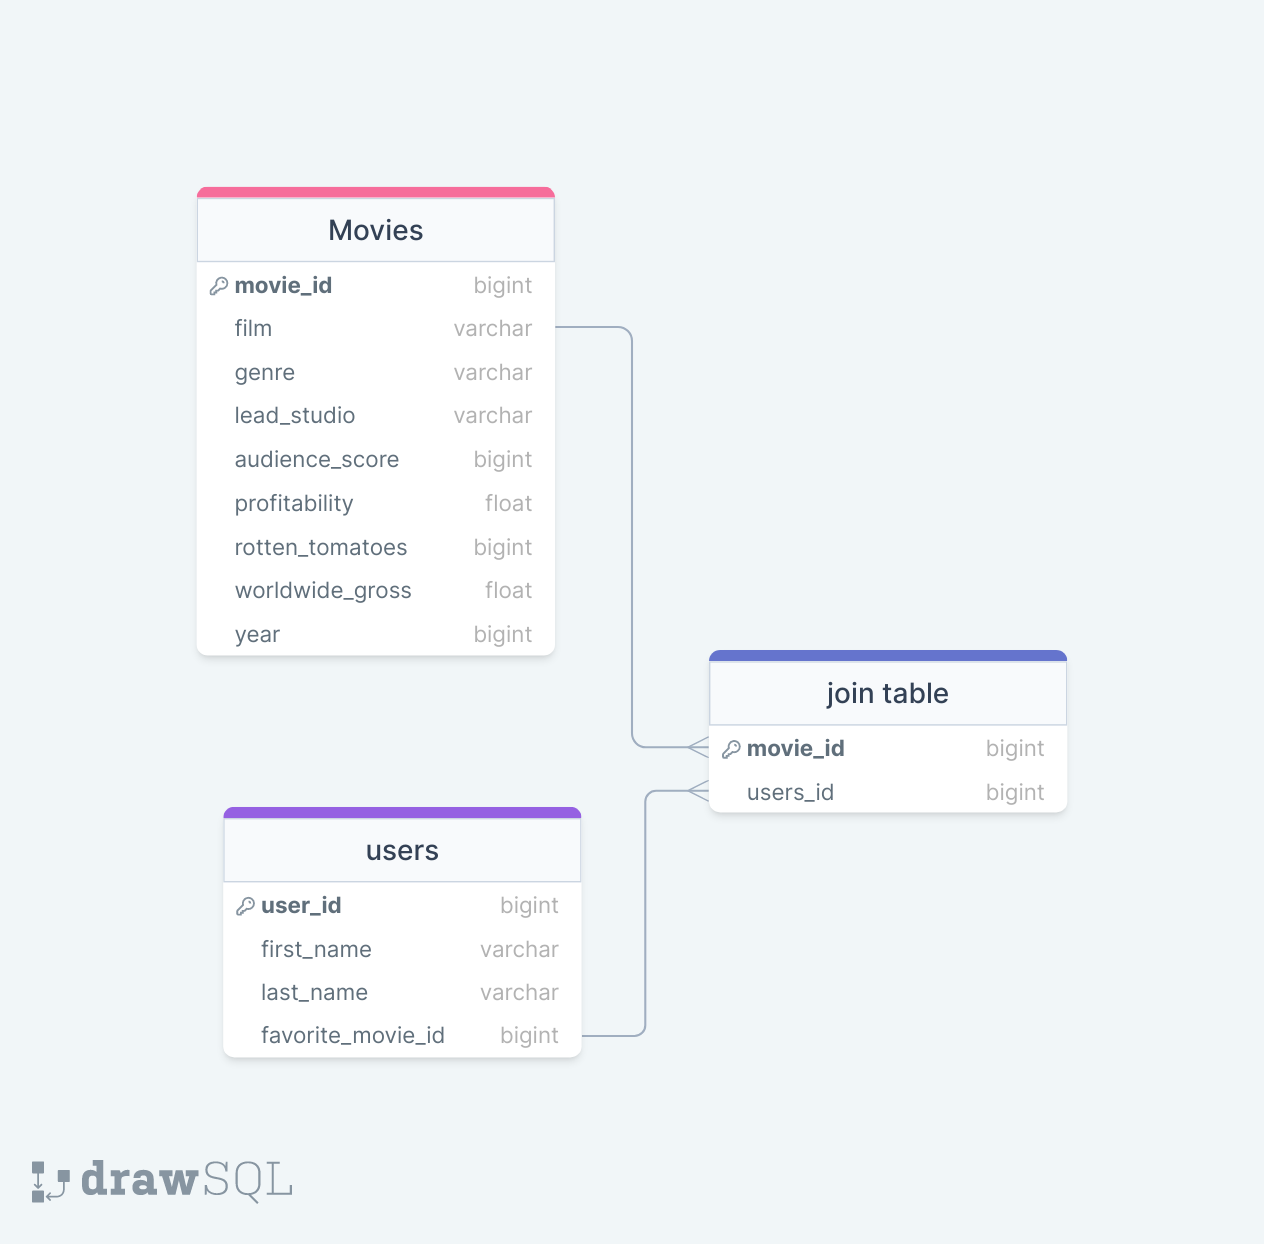 Movies
movie_id bigint
film varchar
genre varchar
lead_studio varchar
audience_score bigint
profitability float
rotten_tomatoes bigint
worldwide_gross float
year bigint
join table
movie_id bigint
users_id bigint
users
user_id bigint
first_name varchar
last_name varchar
favorite_movie_id bigint
drawSQL